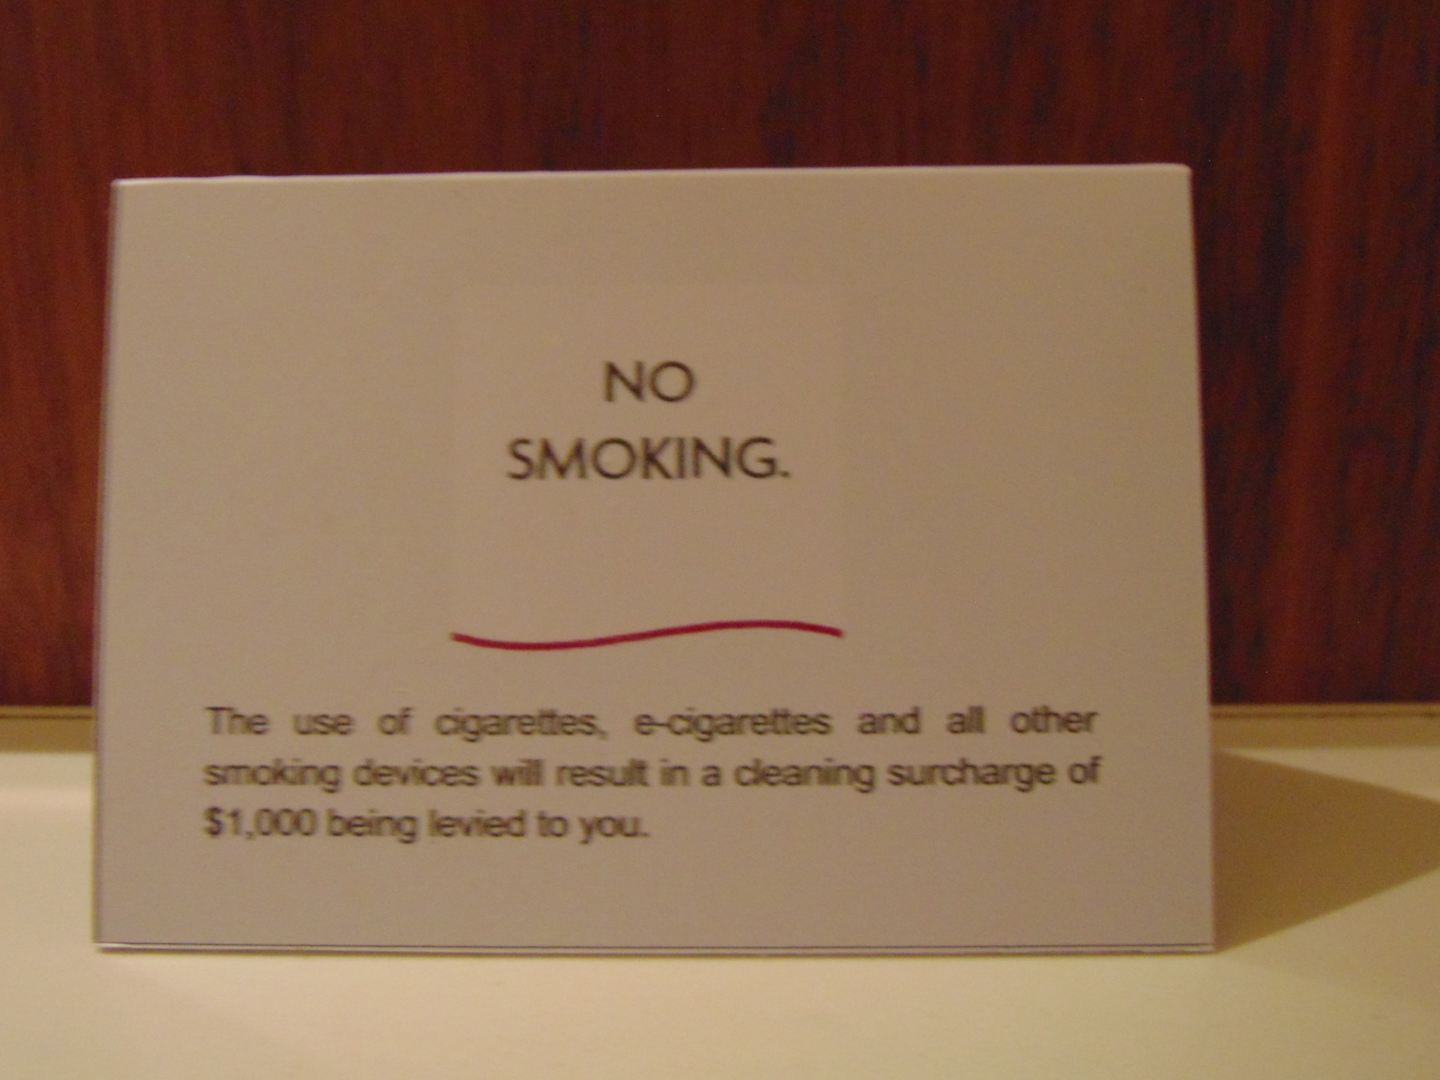 NO
SMOKING.
The use of cigarettes, e-cigarettes and all other
smoking devices will result in a cleaning surcharge of
$1,000 being levied to you.